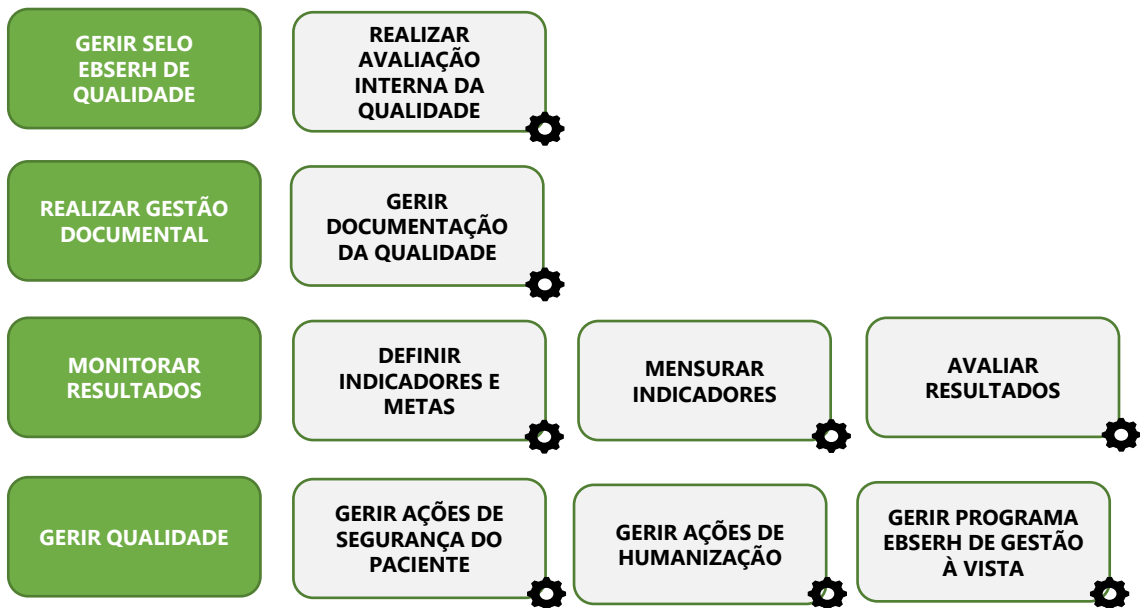 GERIR SELO
EBSERH DE
QUALIDADE
REALIZAR
AVALIAÇÃO
INTERNA DA
QUALIDADE
REALIZAR GESTÃO
DOCUMENTAL
GERIR
DOCUMENTAÇÃO
DA QUALIDADE
MONITORAR
RESULTADOS
DEFINIR
INDICADORES E
METAS
MENSURAR
INDICADORES
AVALIAR
RESULTADOS
GERIR QUALIDADE
GERIR AÇÕES DE
SEGURANÇA DO
PACIENTE
GERIR AÇÕES DE
HUMANIZAÇÃO
GERIR PROGRAMA
EBSERH DE GESTÃO
À VISTA